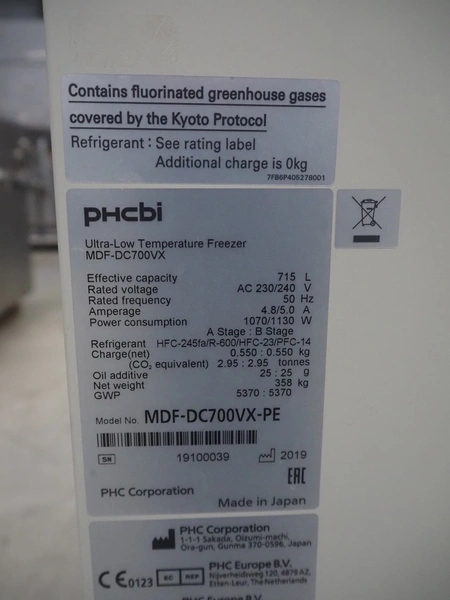 Contains fluorinated greenhouse gases
covered by the Kyoto Protocol
Refrigerant : See rating label
Additional charge is 0kg
7FB6P405278001
PHCbi
Ultra-Low Temperature Freezer
MDF-DC700VX
Effective capacity 715 L
Rated voltage AC 230/240 V
Rated frequency 50 Hz
Amperage 4.8/5.0 A
Power consumption 1070/1130 W
A Stage : B Stage
Refrigerant HFC-245fa/R-600/HFC-23/PFC-14
Charge(net) 0.550 : 0.550 kg
(CO₂ equivalent) 2.95 : 2.95 tonnes
Oil additive 25 : 25 g
Net weight 358 kg
GWP 5370 : 5370
Model No. MDF-DC700VX-PE
SN 19100039 2019
EAC
PHC Corporation
Made in Japan
PHC Corporation
1-1-1 Sakada, Oizumi-machi,
Ora-gun, Gunma 370-0596, Japan
CE0123 EC REP PHC Europe B.V.
Nijverheidsweg 120, 4879 AZ,
Etten-Leur, The Netherlands
PHC Europe B.V.